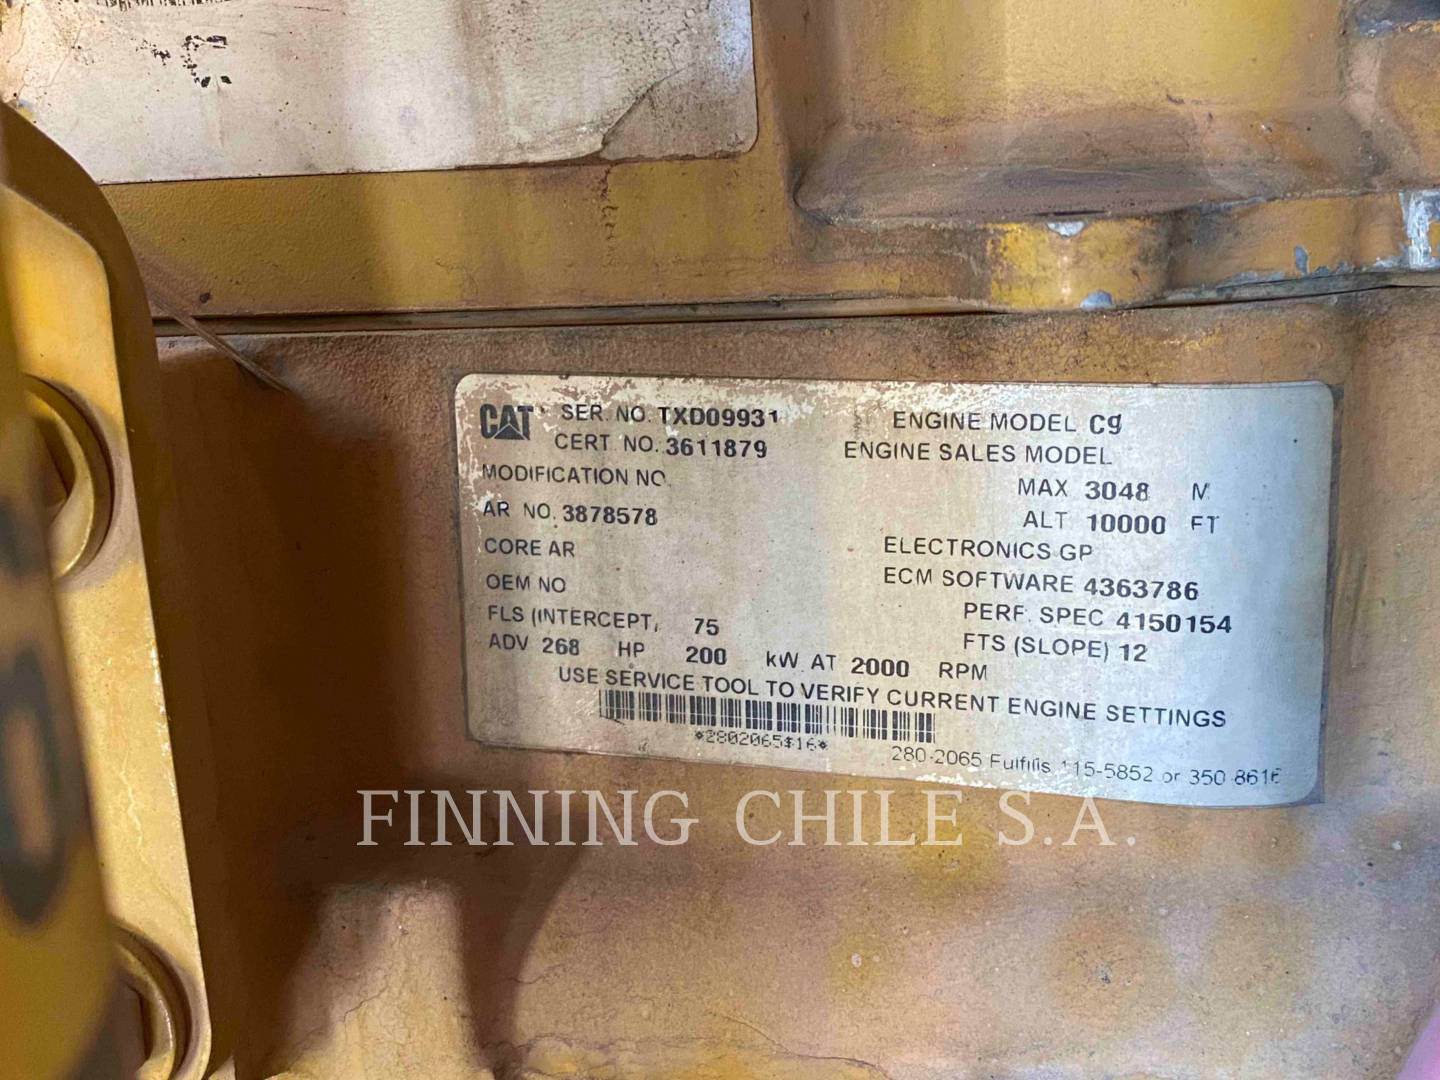 CAT SER. NO. TXD09931 ENGINE MODEL C9
CERT NO. 3611879 ENGINE SALES MODEL
MODIFICATION NO. MAX 3048 M
AR NO. 3878578 ALT 10000 FT
CORE AR ELECTRONICS GP
OEM NO ECM SOFTWARE 4363786
FLS (INTERCEPT) 75 PERF. SPEC 4150154
ADV 268 HP 200 kW AT 2000 RPM FTS (SLOPE) 12
USE SERVICE TOOL TO VERIFY CURRENT ENGINE SETTINGS
*2802065$16*
280-2065 Fulfills 115-5852 or 350-8616
FINNING CHILE S.A.